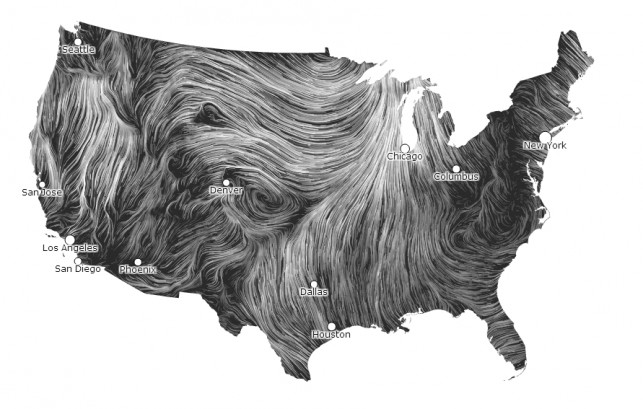 Seattle
Chicago
New York
Columbus
San Jose
Denver
Los Angeles
San Diego
Phoenix
Dallas
Houston